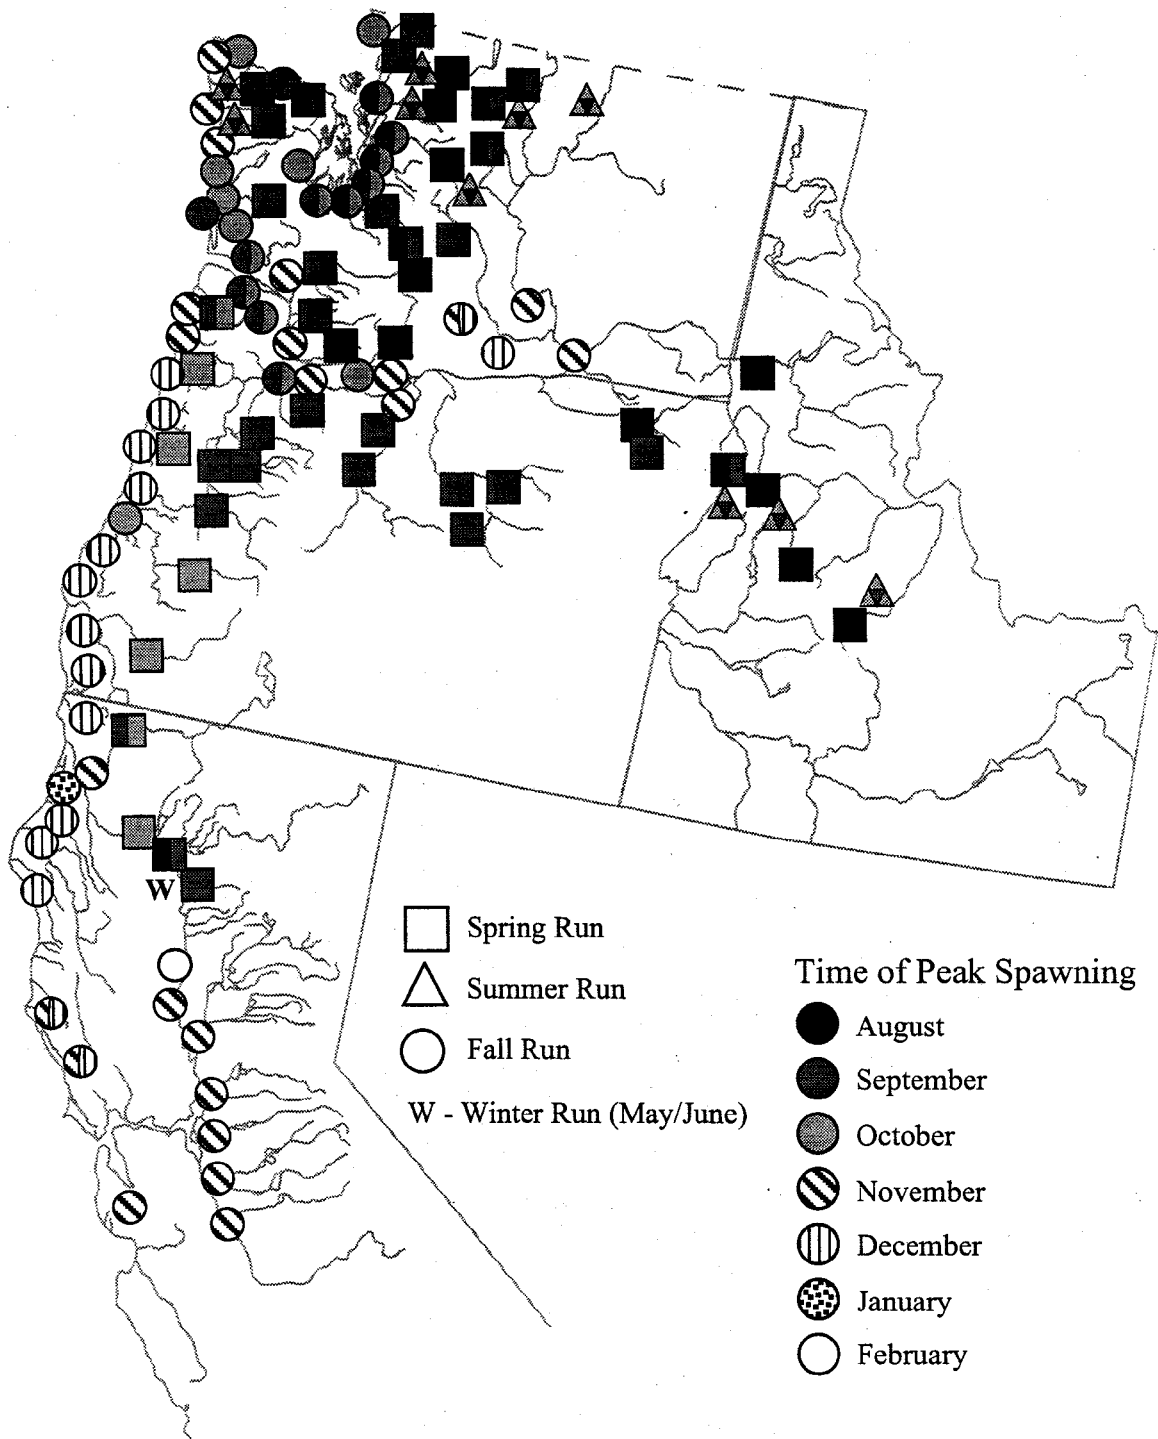 W
Spring Run
Summer Run
Fall Run
W - Winter Run (May/June)
Time of Peak Spawning
August
September
October
November
December
January
February